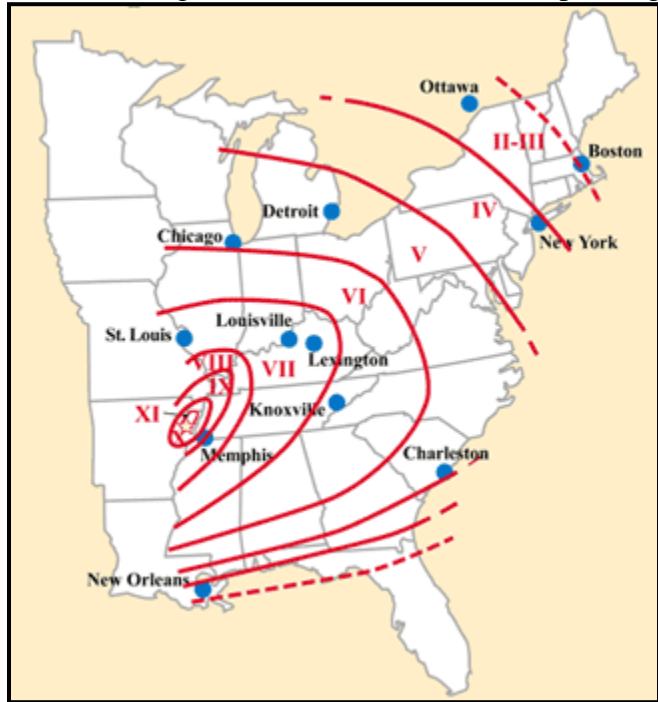 Ottawa
II-III
Boston
Detroit
IV
Chicago
New York
V
VI
St. Louis
Louisville
Lexington
VIII
VII
IX
XI
Knoxville
Memphis
Charleston
New Orleans